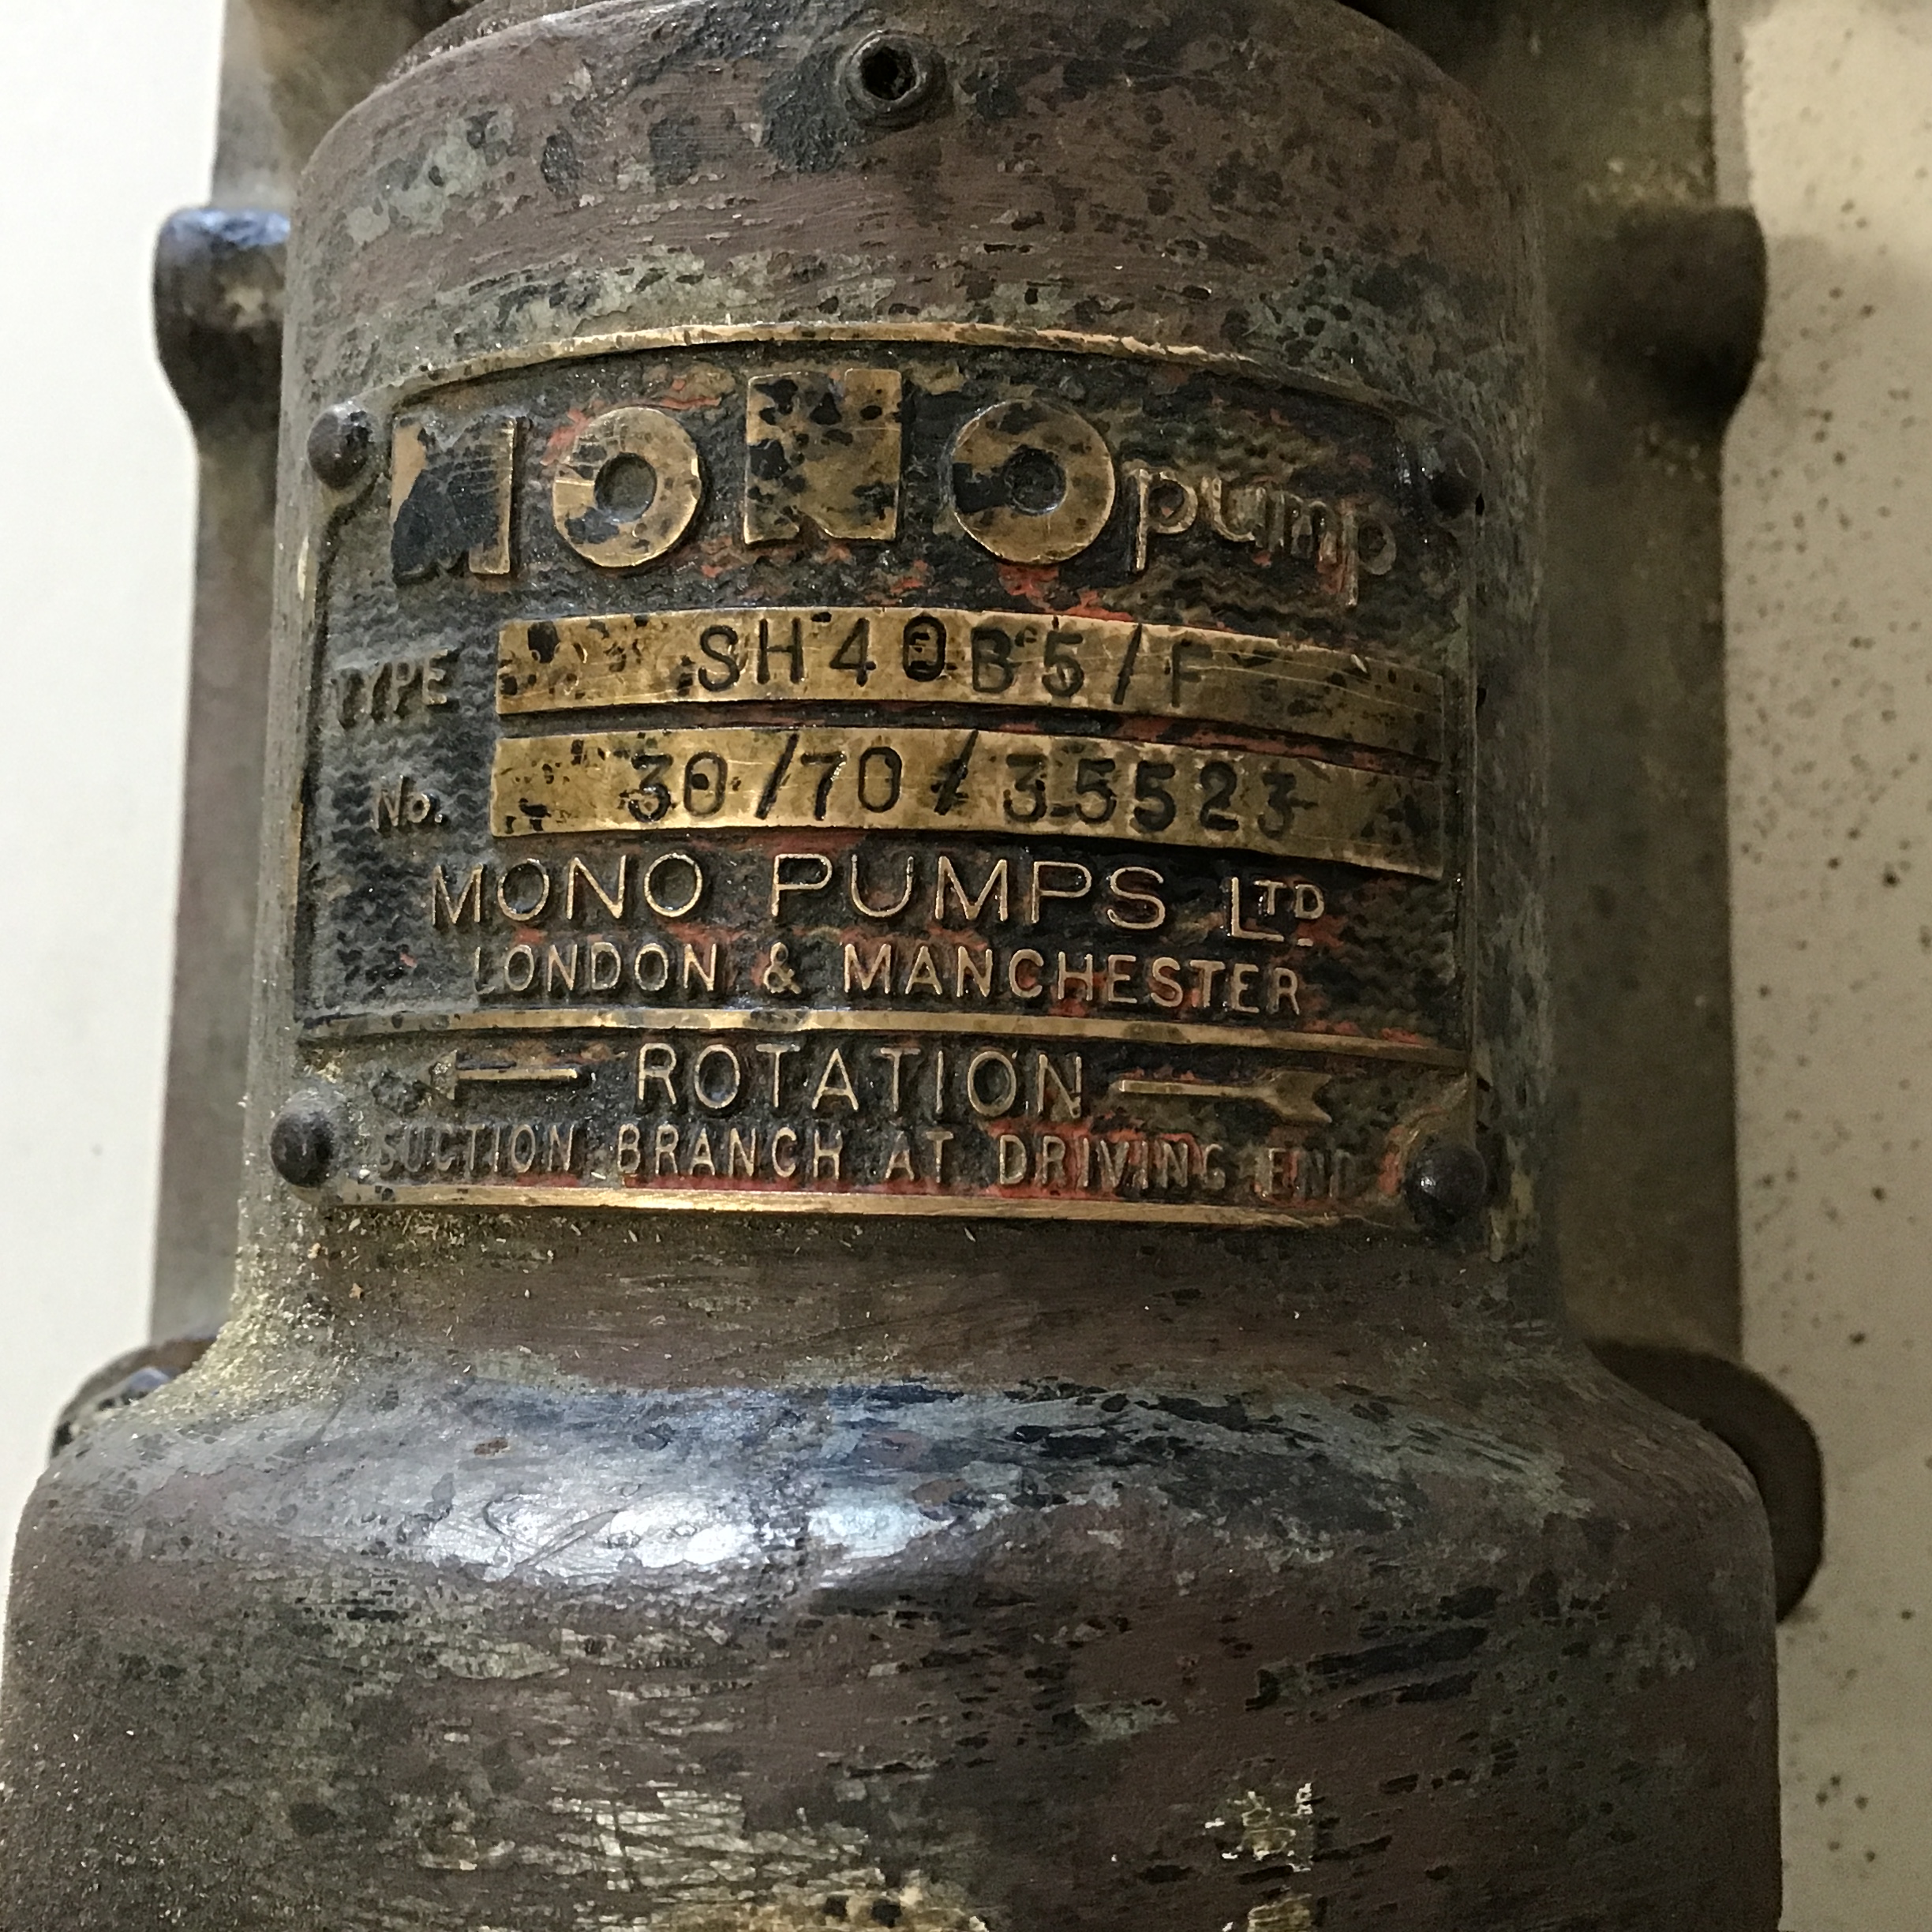 MONO pump
TYPE SH40B5/F
No. 30/70/35523
MONO PUMPS LTD.
LONDON & MANCHESTER
ROTATION
SUCTION BRANCH AT DRIVING END